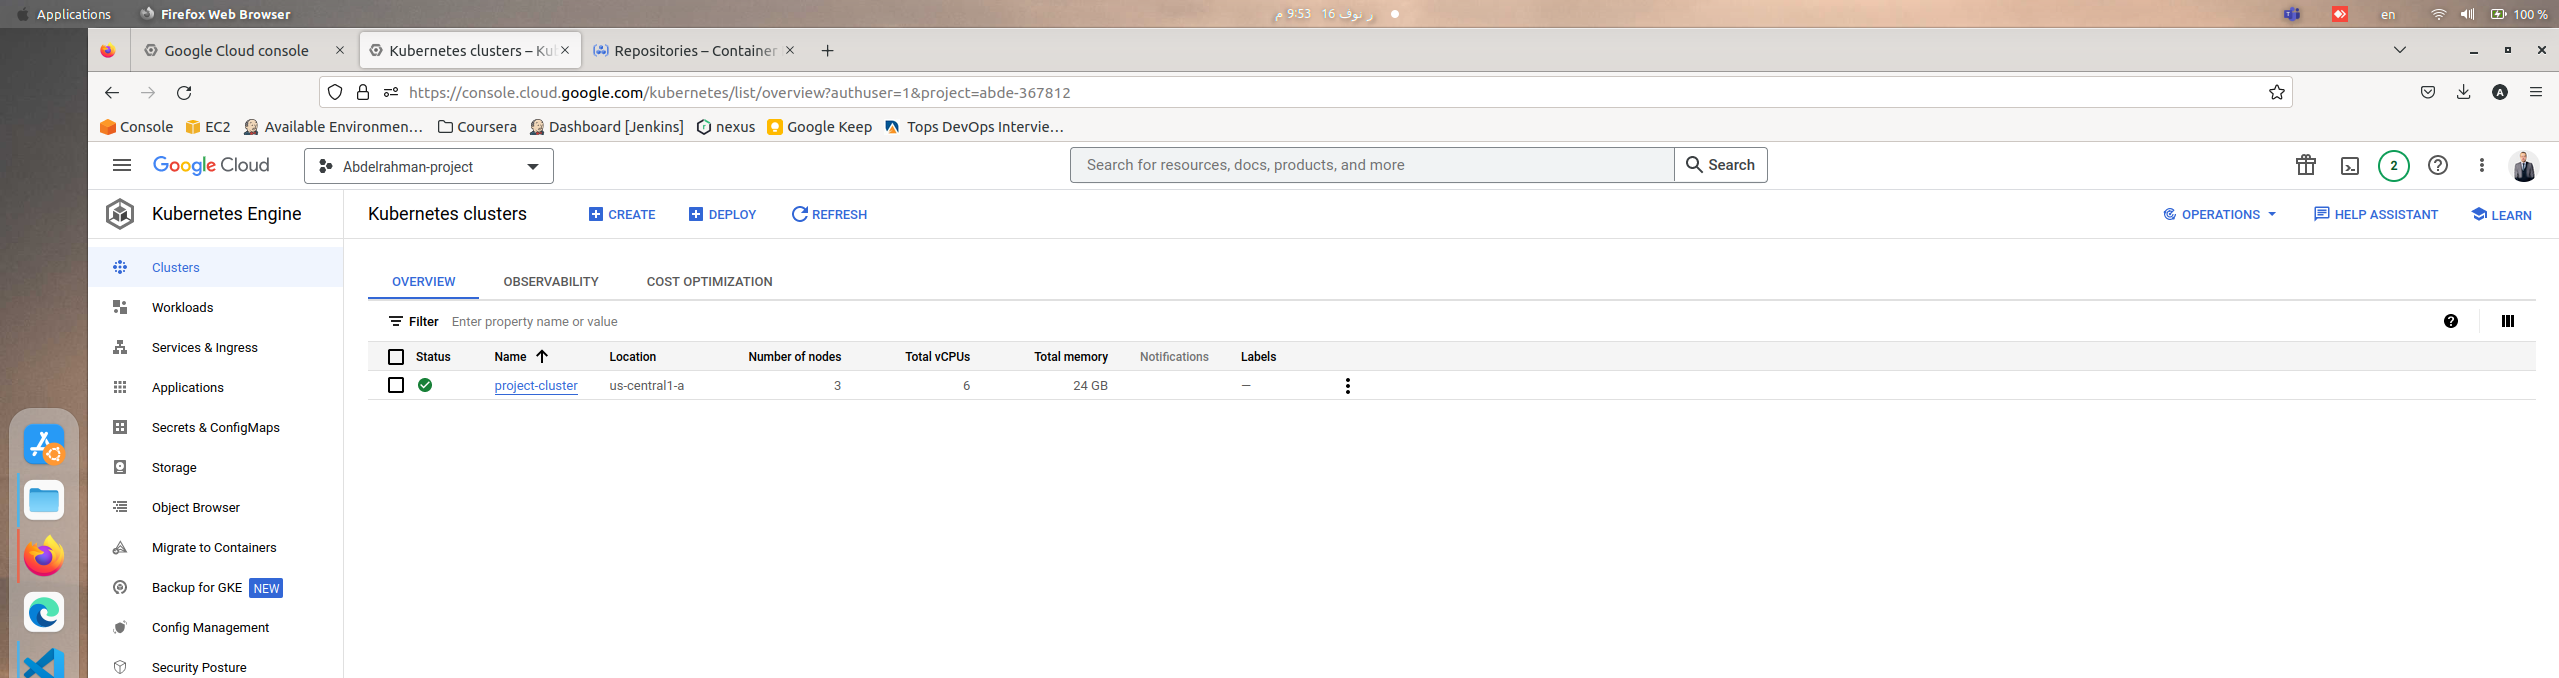 Applications
Firefox Web Browser
ر نوف 16   9:53 م
en
100 %
Google Cloud console
Kubernetes clusters – Ku
Repositories – Container
https://console.cloud.google.com/kubernetes/list/overview?authuser=1&project=abde-367812
A
Console
EC2
Available Environmen…
Coursera
Dashboard [Jenkins]
nexus
Google Keep
Tops DevOps Intervie…
Google Cloud
Abdelrahman-project
Search for resources, docs, products, and more
Search
2
Kubernetes Engine
Kubernetes clusters
CREATE
DEPLOY
REFRESH
OPERATIONS
HELP ASSISTANT
LEARN
Clusters
Workloads
Services & Ingress
Applications
Secrets & ConfigMaps
Storage
Object Browser
Migrate to Containers
Backup for GKE NEW
Config Management
Security Posture
OVERVIEW
OBSERVABILITY
COST OPTIMIZATION
Filter
Enter property name or value
Status
Name
Location
Number of nodes
Total vCPUs
Total memory
Notifications
Labels
project-cluster
us-central1-a
3
6
24 GB
—